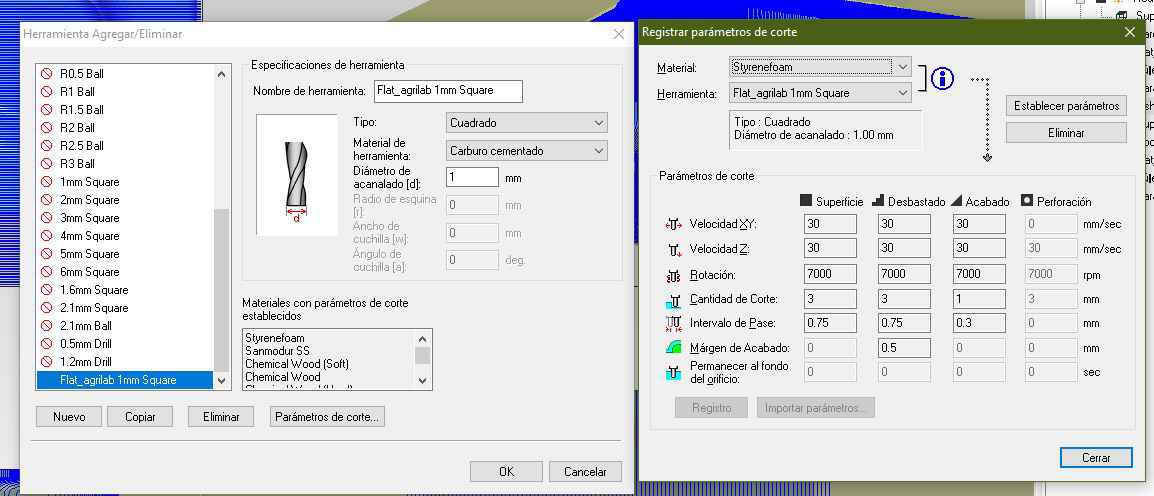 Herramienta Agregar/Eliminar
R0.5 Ball
R1 Ball
R1.5 Ball
R2 Ball
R2.5 Ball
R3 Ball
1mm Square
2mm Square
3mm Square
4mm Square
5mm Square
6mm Square
1.6mm Square
2.1mm Square
2.1mm Ball
0.5mm Drill
1.2mm Drill
Flat_agrilab 1mm Square
Nuevo
Copiar
Eliminar
Parámetros de corte...
Especificaciones de herramienta
Nombre de herramienta: Flat_agrilab 1mm Square
Tipo: Cuadrado
Material de
herramienta: Carburo cementado
Diámetro de
acanalado [d]: 1 mm
Radio de esquina
[r]: 0 mm
Ancho de
cuchilla [w]: 0 mm
Ángulo de
cuchilla [a]: 0 deg.
d
Materiales con parámetros de corte
establecidos
Styrenefoam
Sanmodur SS
Chemical Wood (Soft)
Chemical Wood
OK
Cancelar
Registrar parámetros de corte
Material: Styrenefoam
Herramienta: Flat_agrilab 1mm Square
Tipo : Cuadrado
Diámetro de acanalado : 1.00 mm
Establecer parámetros
Eliminar
Parámetros de corte
Superficie Desbastado Acabado Perforación
Velocidad XY: 30 30 30 0 mm/sec
Velocidad Z: 30 30 30 30 mm/sec
Rotación: 7000 7000 7000 7000 rpm
Cantidad de Corte: 3 3 1 3 mm
Intervalo de Pase: 0.75 0.75 0.3 0 mm
Márgen de Acabado: 0 0.5 0 0 mm
Permanecer al fondo
del orificio: 0 0 0 0 sec
Registro
Importar parámetros...
Cerrar